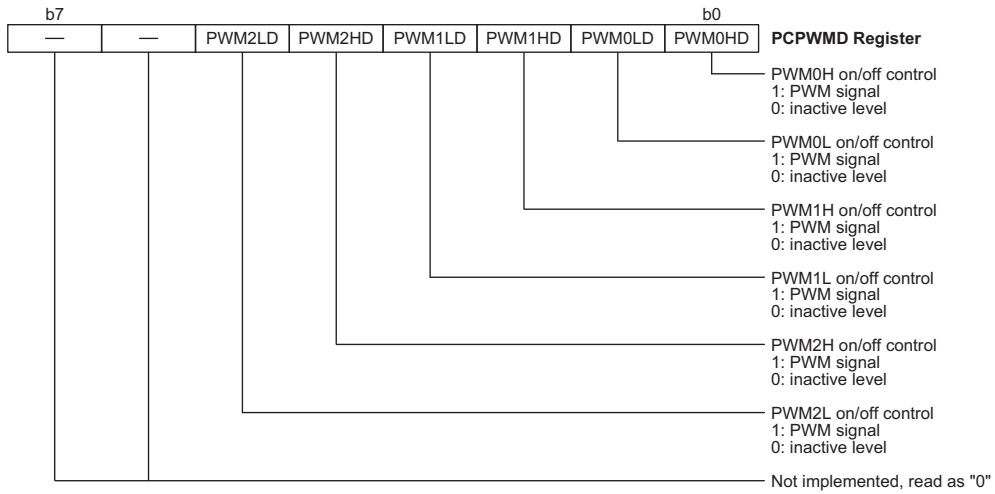 b7 b0
— — PWM2LD PWM2HD PWM1LD PWM1HD PWM0LD PWM0HD PCPWMD Register
PWM0H on/off control
1: PWM signal
0: inactive level
PWM0L on/off control
1: PWM signal
0: inactive level
PWM1H on/off control
1: PWM signal
0: inactive level
PWM1L on/off control
1: PWM signal
0: inactive level
PWM2H on/off control
1: PWM signal
0: inactive level
PWM2L on/off control
1: PWM signal
0: inactive level
Not implemented, read as "0"